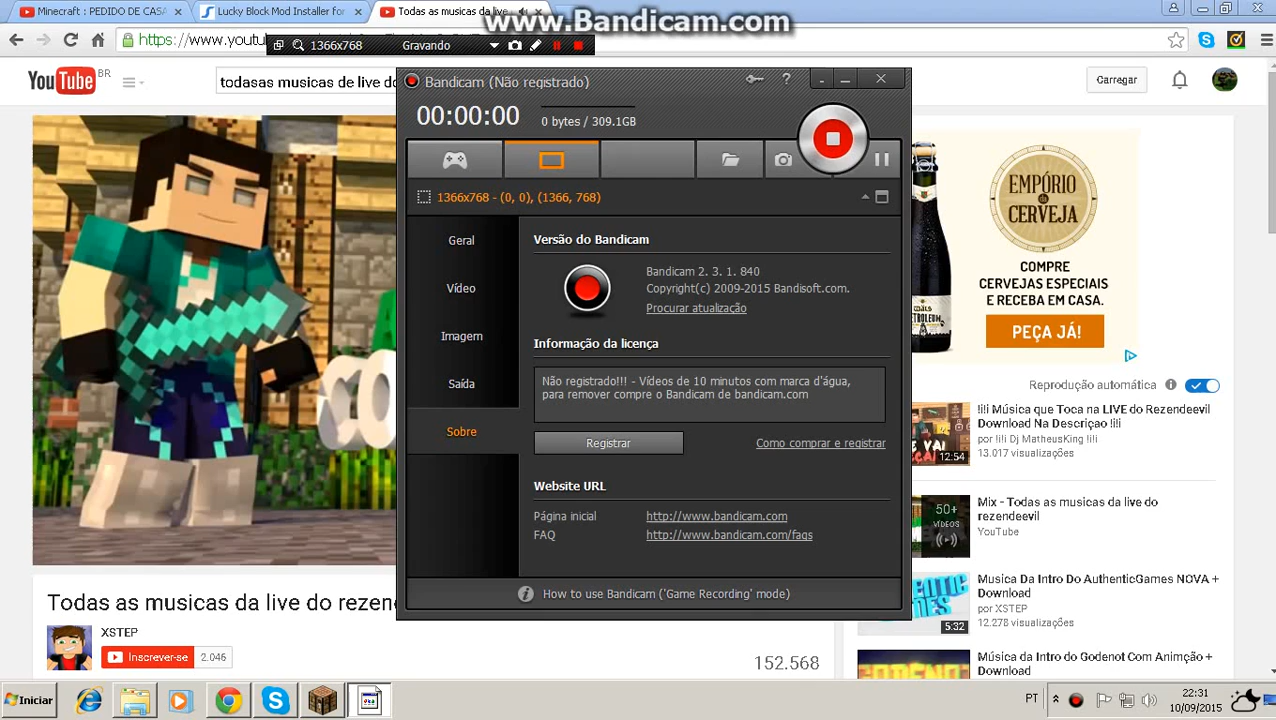 Minecraft : PEDIDO DE CASA
Lucky Block Mod Installer for
Todas as musicas da live
www.Bandicam.com
https://www.youtu
1366x768
Gravando
YouTube BR
todasas musicas de live do
Carregar
Bandicam (Não registrado)
00:00:00
0 bytes / 309.1GB
1366x768 - (0, 0), (1366, 768)
Geral
Vídeo
Imagem
Saída
Sobre
Versão do Bandicam
Bandicam 2. 3. 1. 840
Copyright(c) 2009-2015 Bandisoft.com.
Procurar atualização
Informação da licença
Não registrado!!! - Vídeos de 10 minutos com marca d'água,
para remover compre o Bandicam de bandicam.com
Registrar
Como comprar e registrar
Website URL
Página inicial
http://www.bandicam.com
FAQ
http://www.bandicam.com/faqs
How to use Bandicam ('Game Recording' mode)
EMPÓRIO
da
CERVEJA
COMPRE
CERVEJAS ESPECIAIS
E RECEBA EM CASA.
PEÇA JÁ!
Reprodução automática
!i!i Música que Toca na LIVE do Rezendeevil
Download Na Descriçao !i!i
por !i!i Dj MatheusKing !i!i
13.017 visualizações
Mix - Todas as musicas da live do
rezendeevil
YouTube
50+
VÍDEOS
Musica Da Intro Do AuthenticGames NOVA +
Download
por XSTEP
12.278 visualizações
5:32
Música da Intro do Godenot Com Animção +
Download
Todas as musicas da live do rezen
XSTEP
Inscrever-se
2.046
152.568
Iniciar
PT
22:31
10/09/2015